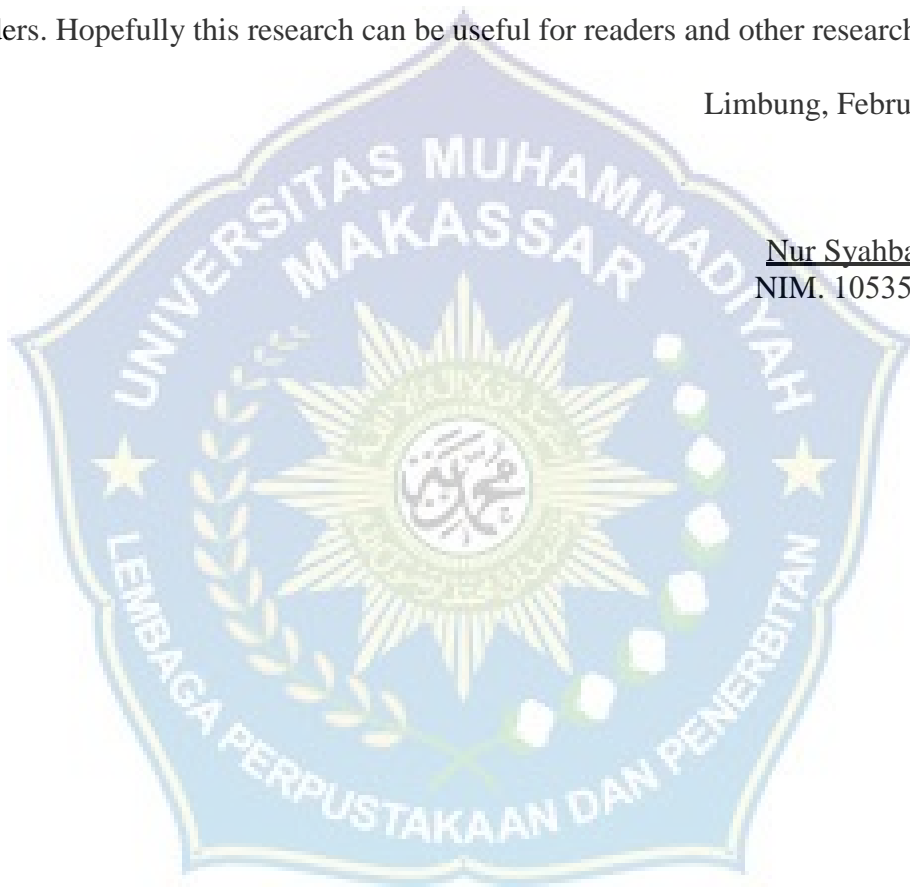 ders. Hopefully this research can be useful for readers and other research
Limbung, Febru
Nur Syahba
NIM. 10535
UNIVERSITAS MUHAMMADIYAH
MAKASSAR
LEMBAGA PERPUSTAKAAN DAN PENERBITAN